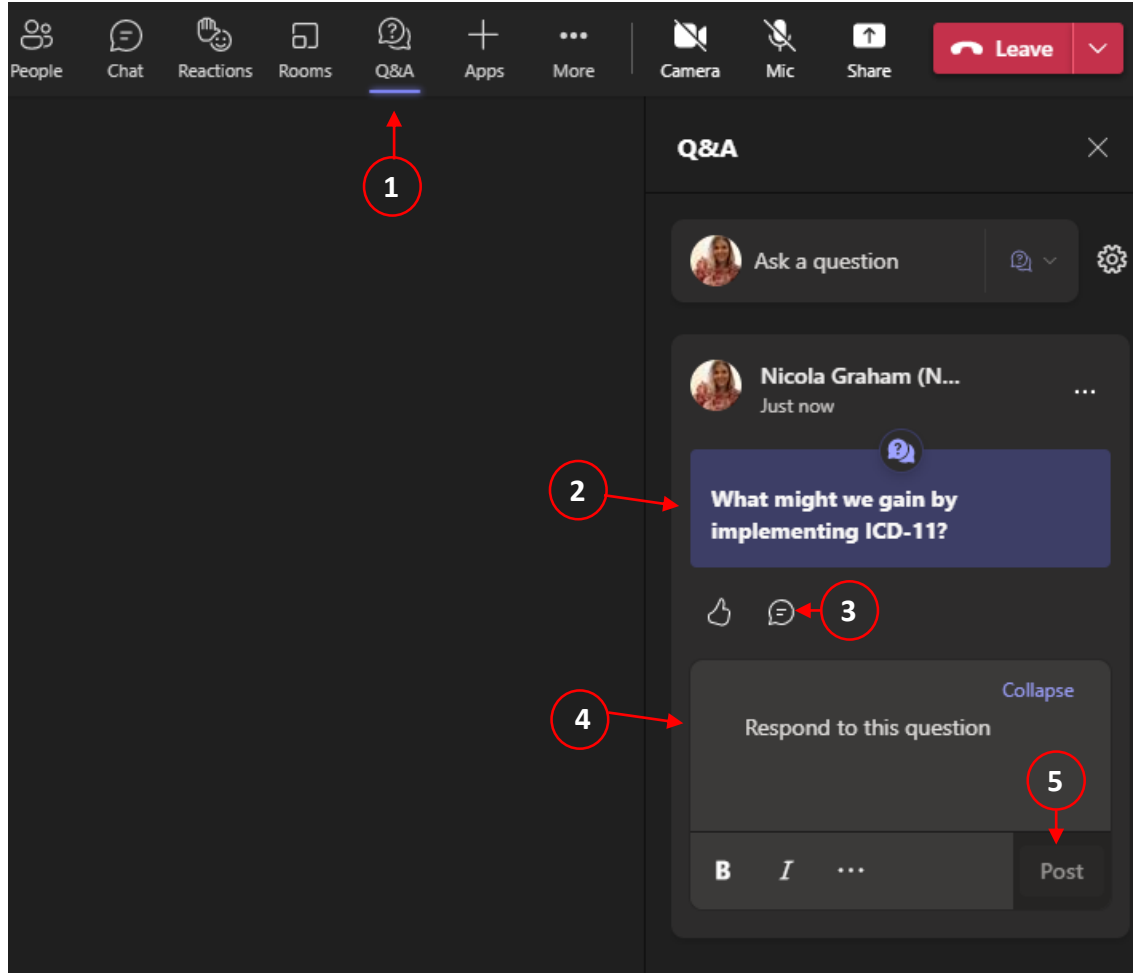 People Chat Reactions Rooms Q&A Apps More Camera Mic Share Leave
1
Q&A
Ask a question
Nicola Graham (N...
Just now
2
What might we gain by
implementing ICD-11?
3
Collapse
4
Respond to this question
5
B I ...
Post